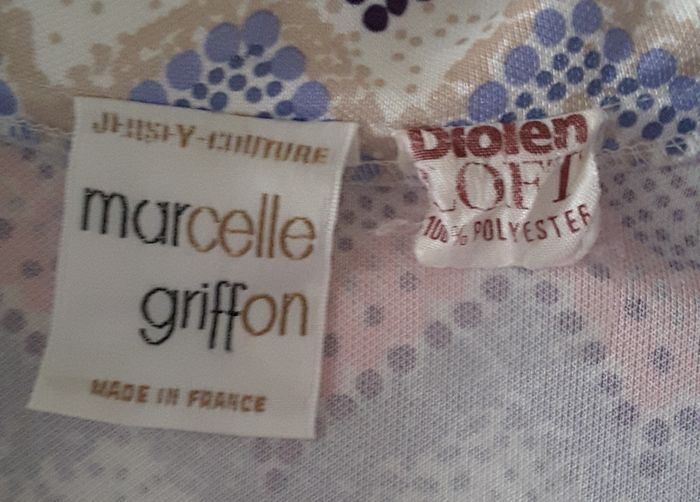 JERSEY-COUTURE
marcelle
griffon
MADE IN FRANCE
Diolen
LOFT
100% POLYESTER